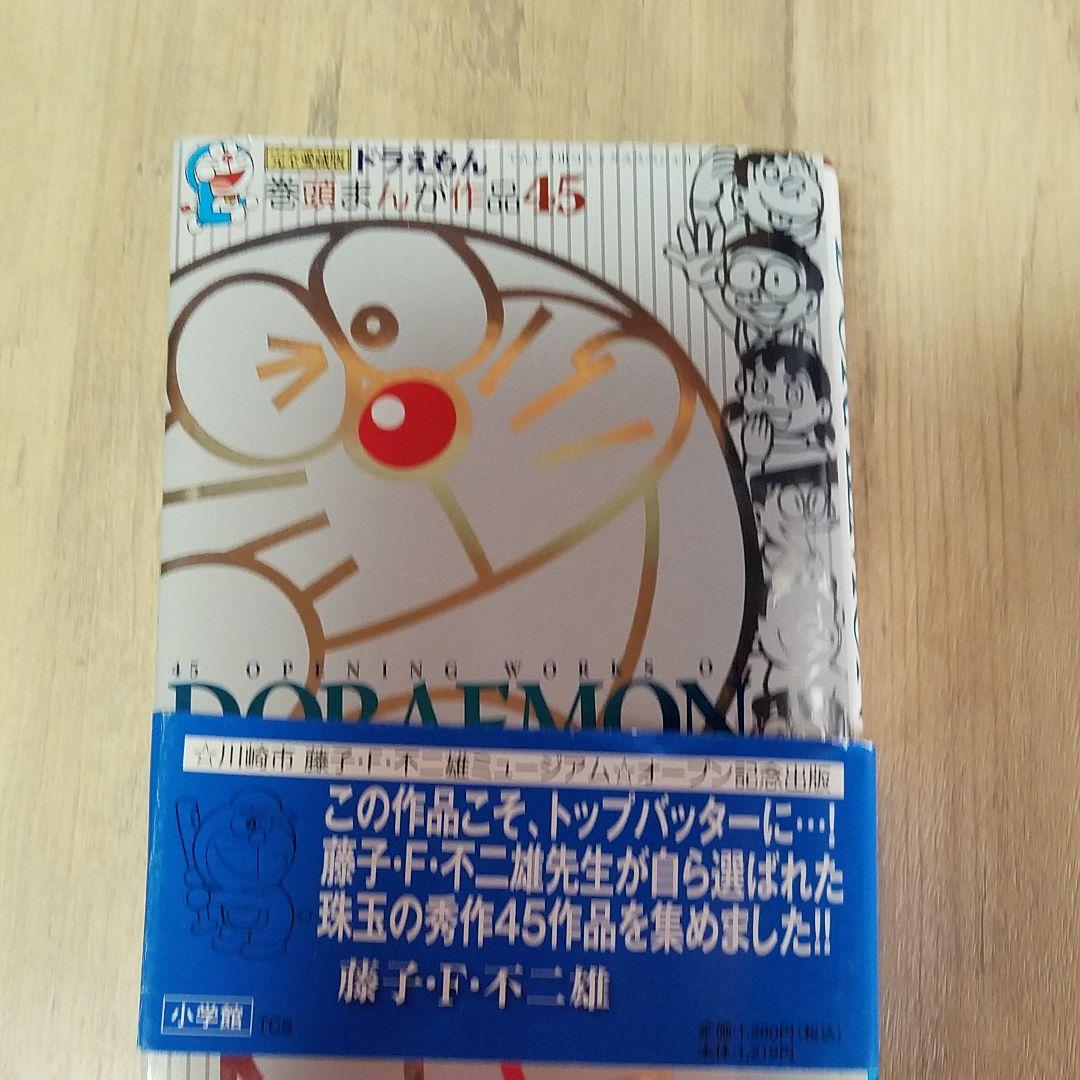 完全愛蔵版 ドラえもん
巻頭まんが作品45
45 OPENING WORKS O
DORAEMON
☆川崎市 藤子・F・不二雄ミュージアム☆オープン記念出版
この作品こそ、トップバッターに…!
藤子・F・不二雄先生が自ら選ばれた
珠玉の秀作45作品を集めました!!
藤子・F・不二雄
小学館